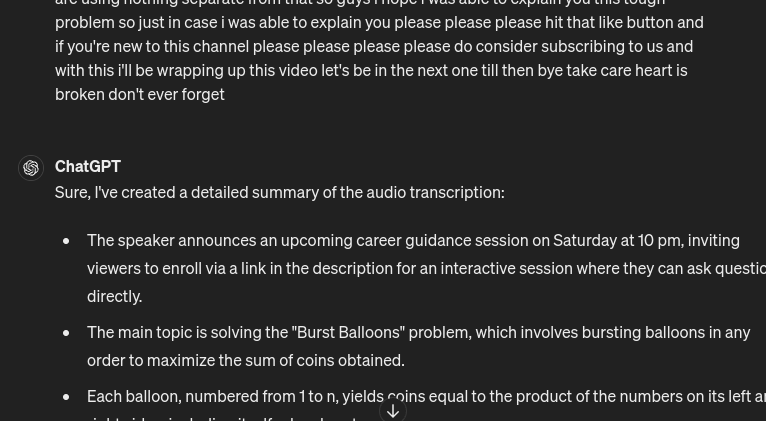 are using nothing separate from that so guys i hope i was able to explain you this tough
problem so just in case i was able to explain you please please please hit that like button and
if you're new to this channel please please please please do consider subscribing to us and
with this i'll be wrapping up this video let's be in the next one till then bye take care heart is
broken don't ever forget
ChatGPT
Sure, I've created a detailed summary of the audio transcription:
• The speaker announces an upcoming career guidance session on Saturday at 10 pm, inviting
viewers to enroll via a link in the description for an interactive session where they can ask questio
directly.
• The main topic is solving the "Burst Balloons" problem, which involves bursting balloons in any
order to maximize the sum of coins obtained.
• Each balloon, numbered from 1 to n, yields coins equal to the product of the numbers on its left a